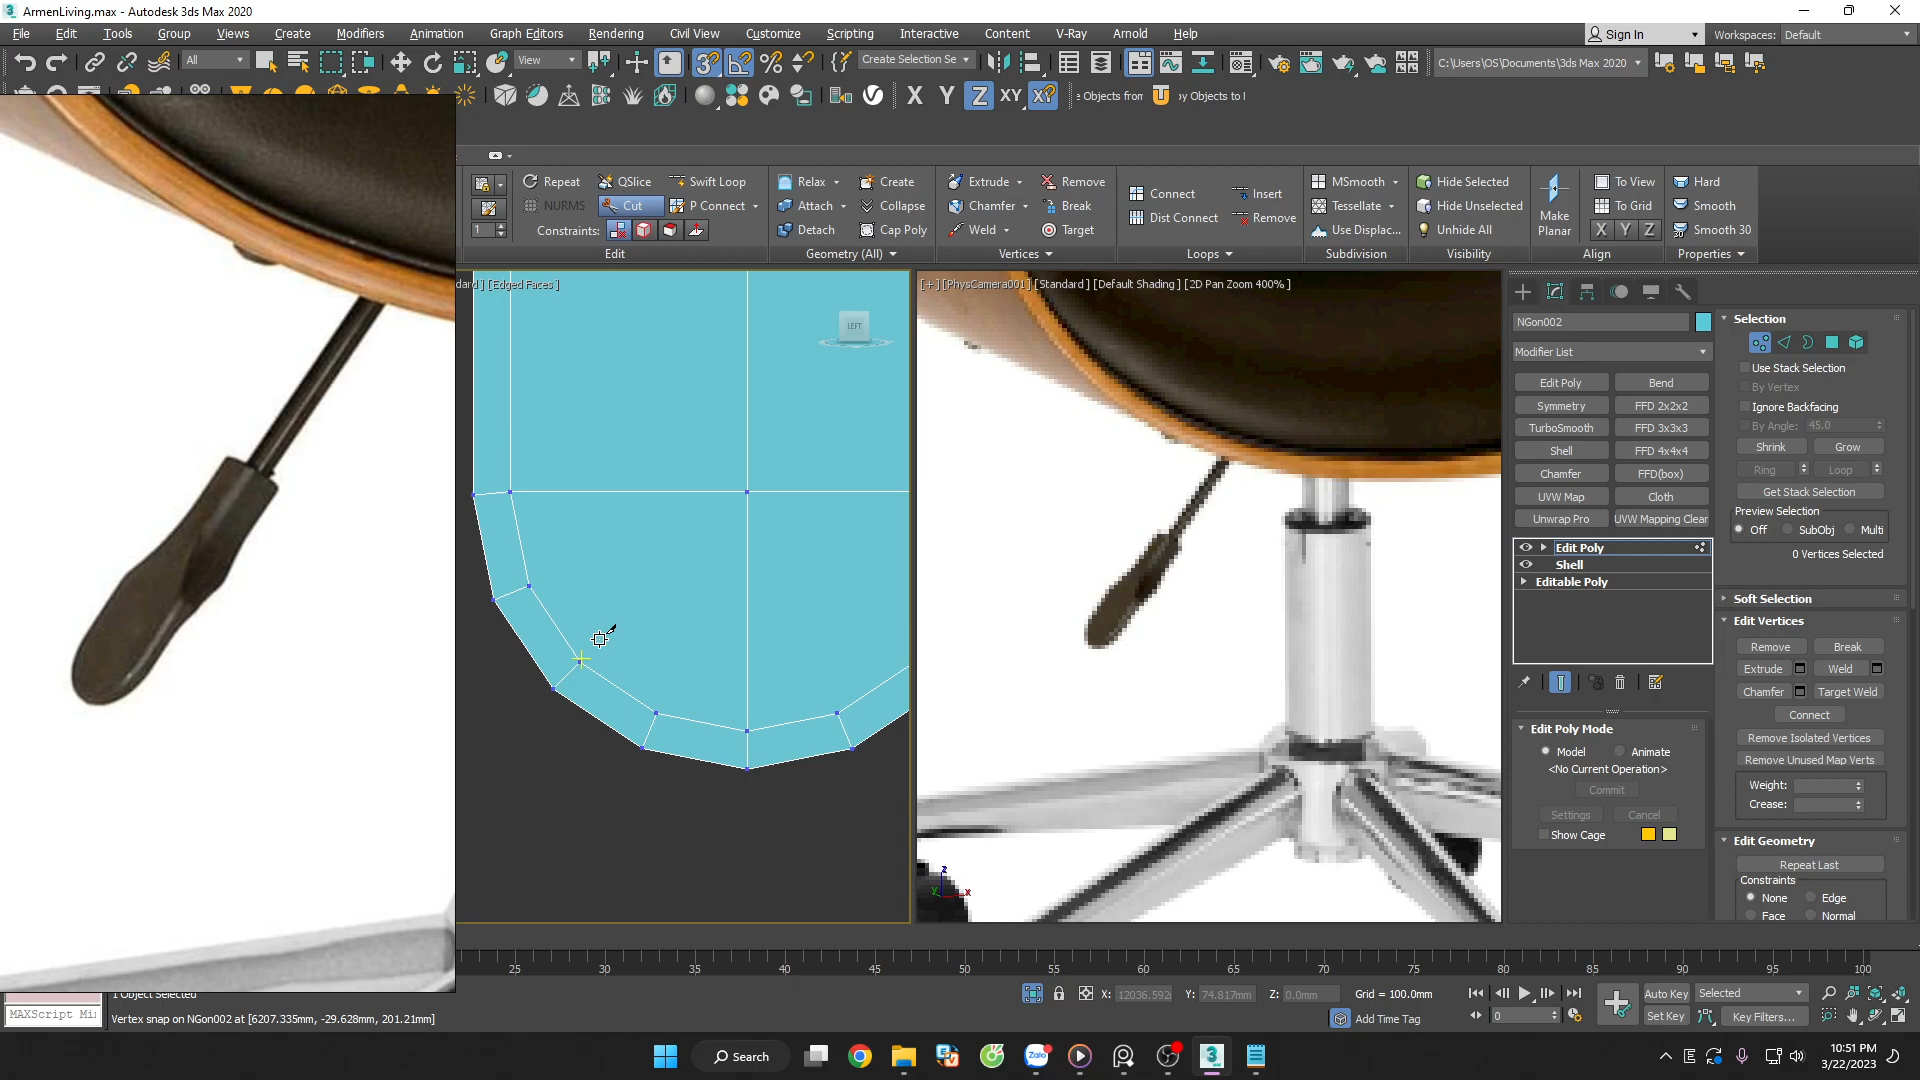 ArmenLiving.max - Autodesk 3ds Max 2020
File Edit Tools Group Views Create Modifiers Animation Graph Editors Rendering Civil View Customize Scripting Interactive Content V-Ray Arnold Help
Sign In
Workspaces: Default
All
View
Create Selection Se
C:\Users\OS\Documents\3ds Max 2020
X Y Z XY XY
e Objects from
oy Objects to I
Repeat QSlice Swift Loop
NURMS Cut P Connect
1 Constraints:
Edit
Relax Create
Attach Collapse
Detach Cap Poly
Geometry (All)
Extrude Remove
Chamfer Break
Weld Target
Vertices
Connect Insert
Dist Connect Remove
Loops
MSmooth
Tessellate
Use Displac...
Subdivision
Hide Selected
Hide Unselected
Unhide All
Visibility
Make Planar
To View
To Grid
X Y Z
Align
Hard
Smooth
Smooth 30
Properties
dard ] [Edged Faces ]
LEFT
[+] [PhysCamera001] [Standard ] [Default Shading ] [2D Pan Zoom 400% ]
z
y x
NGon002
Modifier List
Edit Poly Bend
Symmetry FFD 2x2x2
TurboSmooth FFD 3x3x3
Shell FFD 4x4x4
Chamfer FFD(box)
UVW Map Cloth
Unwrap Pro UVW Mapping Clear
Edit Poly
Shell
Editable Poly
Edit Poly Mode
Model Animate
<No Current Operation>
Commit
Settings Cancel
Show Cage
Selection
Use Stack Selection
By Vertex
Ignore Backfacing
By Angle: 45.0
Shrink Grow
Ring Loop
Get Stack Selection
Preview Selection
Off SubObj Multi
0 Vertices Selected
Soft Selection
Edit Vertices
Remove Break
Extrude Weld
Chamfer Target Weld
Connect
Remove Isolated Vertices
Remove Unused Map Verts
Weight:
Crease:
Edit Geometry
Repeat Last
Constraints
None Edge
Face Normal
25 30 35 40 45 50 55 60 65 70 75 80 85 90 95 100
1 Object Selected
MAXScript Mi
Vertex snap on NGon002 at [6207.335mm, -29.628mm, 201.21mm]
X: 12036.592 Y: 74.817mm Z: 0.0mm Grid = 100.0mm
Add Time Tag
0
Auto Key Selected
Set Key Key Filters...
Search
Zalo
3
E
10:51 PM
3/22/2023